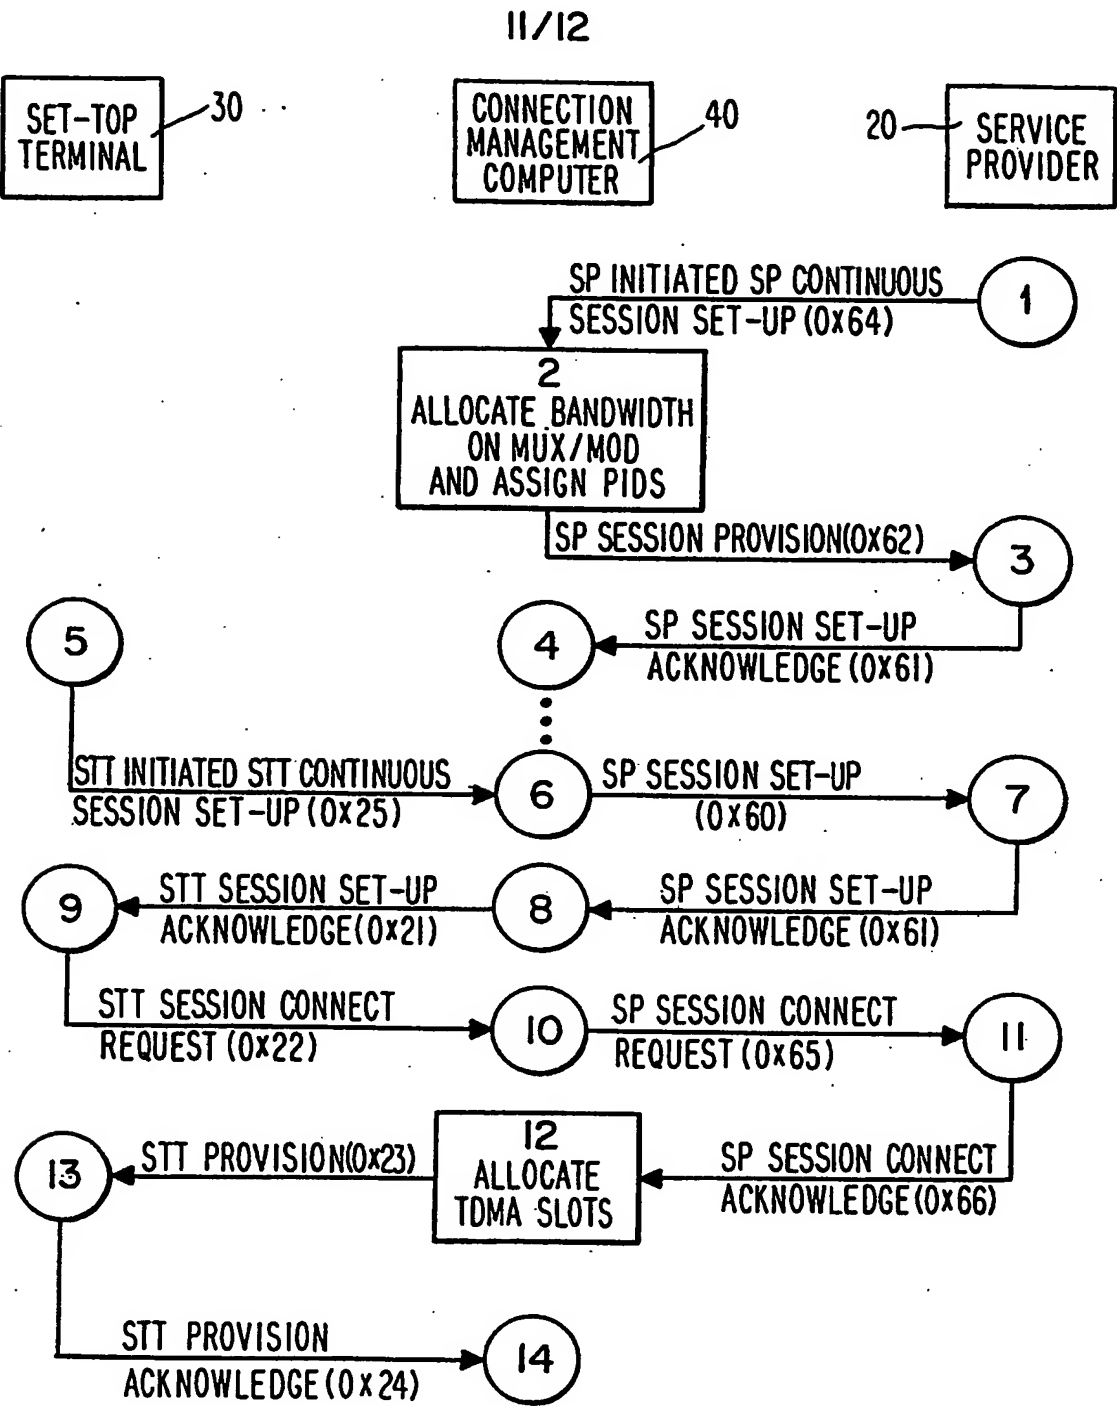 11/12
SET-TOP
TERMINAL
30
CONNECTION
MANAGEMENT
COMPUTER
40
20
SERVICE
PROVIDER
SP INITIATED SP CONTINUOUS
SESSION SET-UP (0X64)
1
2
ALLOCATE BANDWIDTH
ON MUX/MOD
AND ASSIGN PIDS
SP SESSION PROVISION(0X62)
3
5
4
SP SESSION SET-UP
ACKNOWLEDGE (0X61)
STT INITIATED STT CONTINUOUS
SESSION SET-UP (0X25)
6
SP SESSION SET-UP
(0X60)
7
9
STT SESSION SET-UP
ACKNOWLEDGE(0X21)
8
SP SESSION SET-UP
ACKNOWLEDGE (0X61)
STT SESSION CONNECT
REQUEST (0X22)
10
SP SESSION CONNECT
REQUEST (0X65)
11
13
STT PROVISION(0X23)
12
ALLOCATE
TDMA SLOTS
SP SESSION CONNECT
ACKNOWLEDGE(0X66)
STT PROVISION
ACKNOWLEDGE(0X24)
14